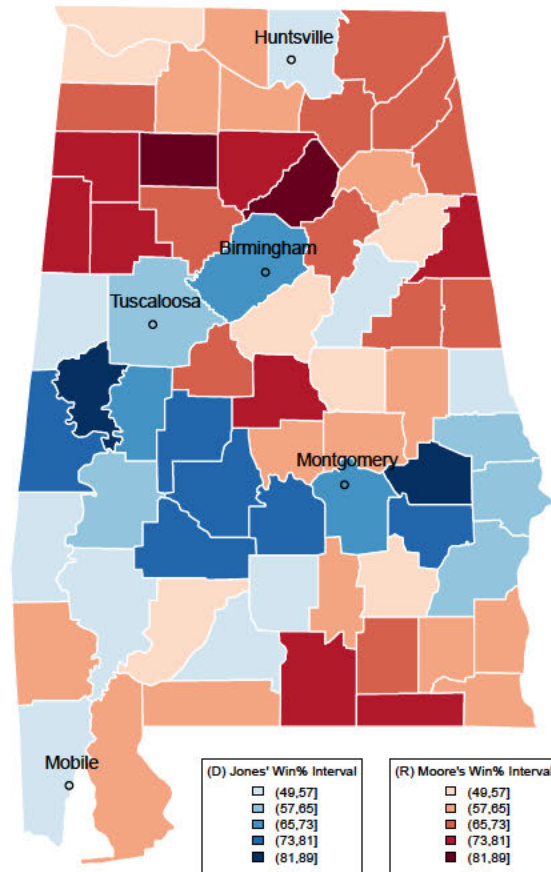 Huntsville
Birmingham
Tuscaloosa
Montgomery
Mobile
(D) Jones' Win% Interval
(49,57]
(57,65]
(65,73]
(73,81]
(81,89]
(R) Moore's Win% Interval
(49,57]
(57,65]
(65,73]
(73,81]
(81,89]